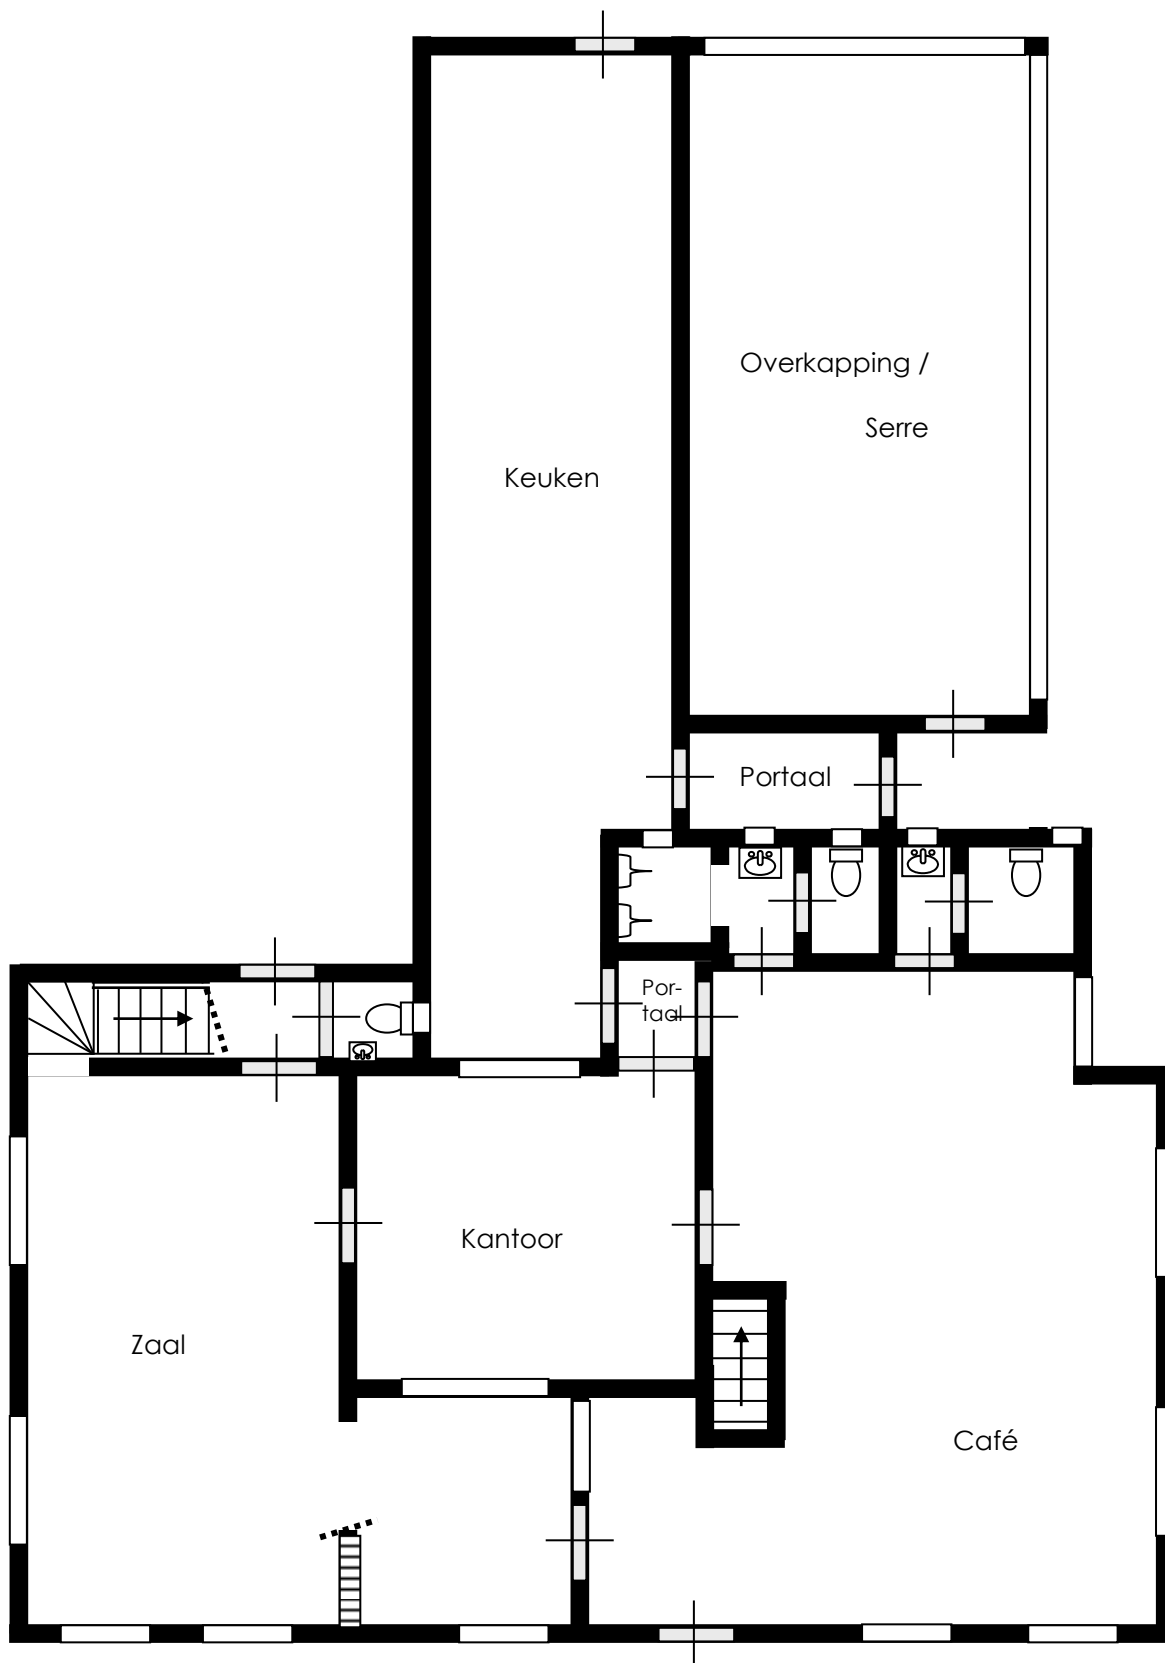 Overkapping /
Serre
Keuken
Portaal
Por-
taal
Kantoor
Zaal
Café